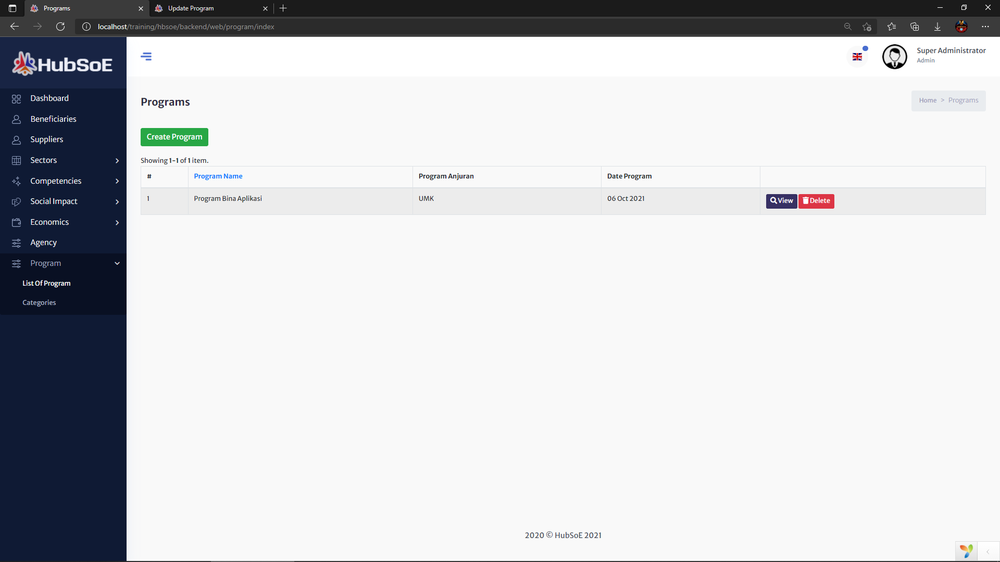 Programs
Update Program
localhost/training/hbsoe/backend/web/program/index
HubSoE
Super Administrator
Admin
Dashboard
Beneficiaries
Suppliers
Sectors
Competencies
Social Impact
Economics
Agency
Program
List Of Program
Categories
Programs
Home > Programs
Create Program
Showing 1-1 of 1 item.
# Program Name Program Anjuran Date Program
1 Program Bina Aplikasi UMK 06 Oct 2021 View Delete
2020 © HubSoE 2021